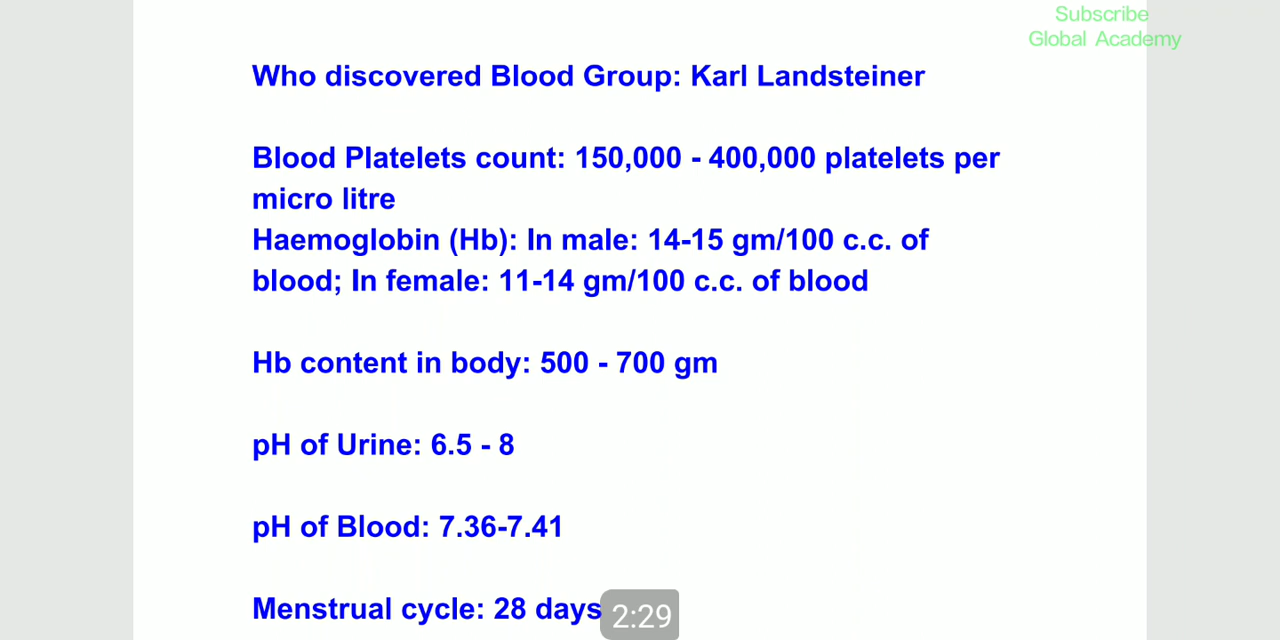 Subscribe
Global Academy
Who discovered Blood Group: Karl Landsteiner
Blood Platelets count: 150,000 - 400,000 platelets per
micro litre
Haemoglobin (Hb): In male: 14-15 gm/100 c.c. of
blood; In female: 11-14 gm/100 c.c. of blood
Hb content in body: 500 - 700 gm
pH of Urine: 6.5 - 8
pH of Blood: 7.36-7.41
Menstrual cycle: 28 days
2:29